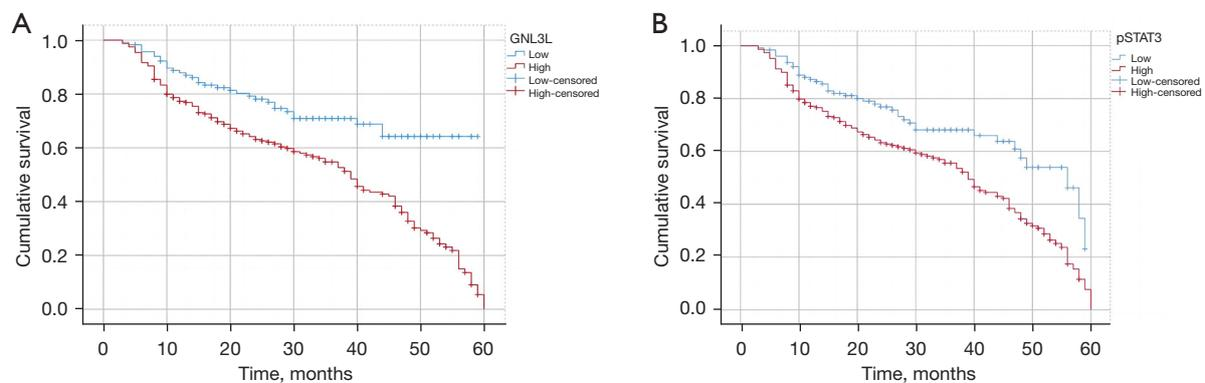 A
GNL3L
Low
High
Low-censored
High-censored
Cumulative survival
1.0
0.8
0.6
0.4
0.2
0.0
0 10 20 30 40 50 60
Time, months
B
pSTAT3
Low
High
Low-censored
High-censored
Cumulative survival
1.0
0.8
0.6
0.4
0.2
0.0
0 10 20 30 40 50 60
Time, months